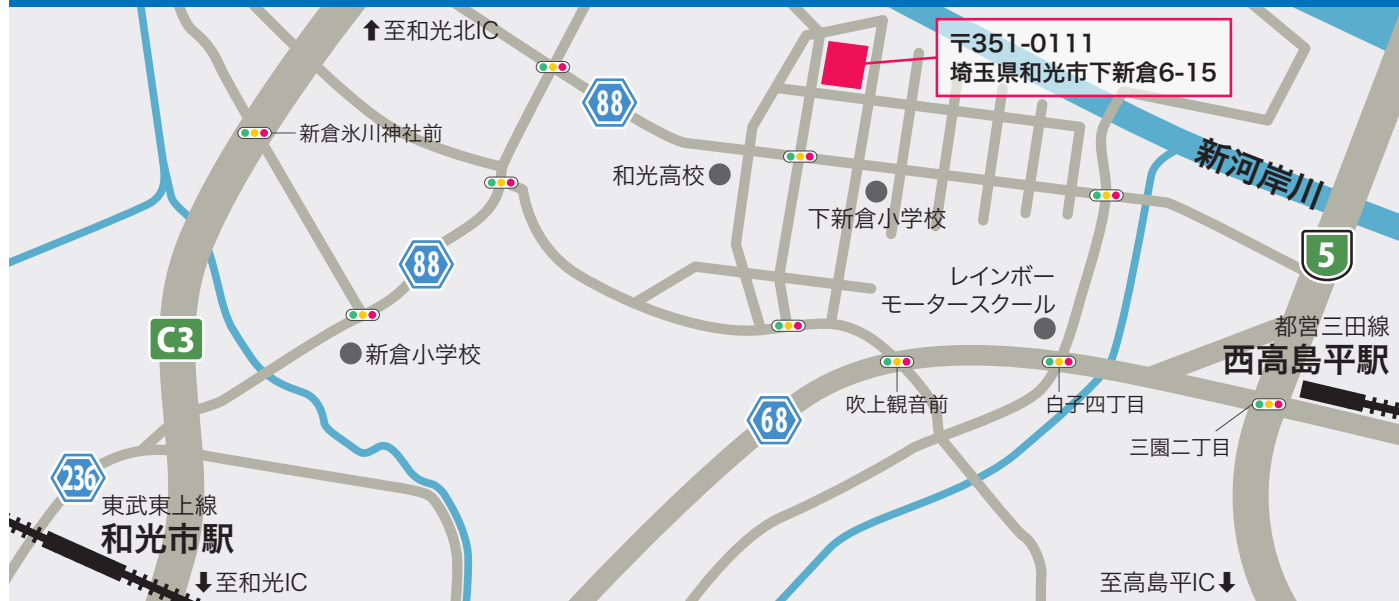 至和光北IC
〒351-0111
埼玉県和光市下新倉6-15
88
新倉氷川神社前
和光高校
新河岸川
下新倉小学校
88
5
レインボー
モータースクール
C3
新倉小学校
都営三田線
西高島平駅
吹上観音前
白子四丁目
68
三園二丁目
236
東武東上線
和光市駅
至和光IC
至高島平IC